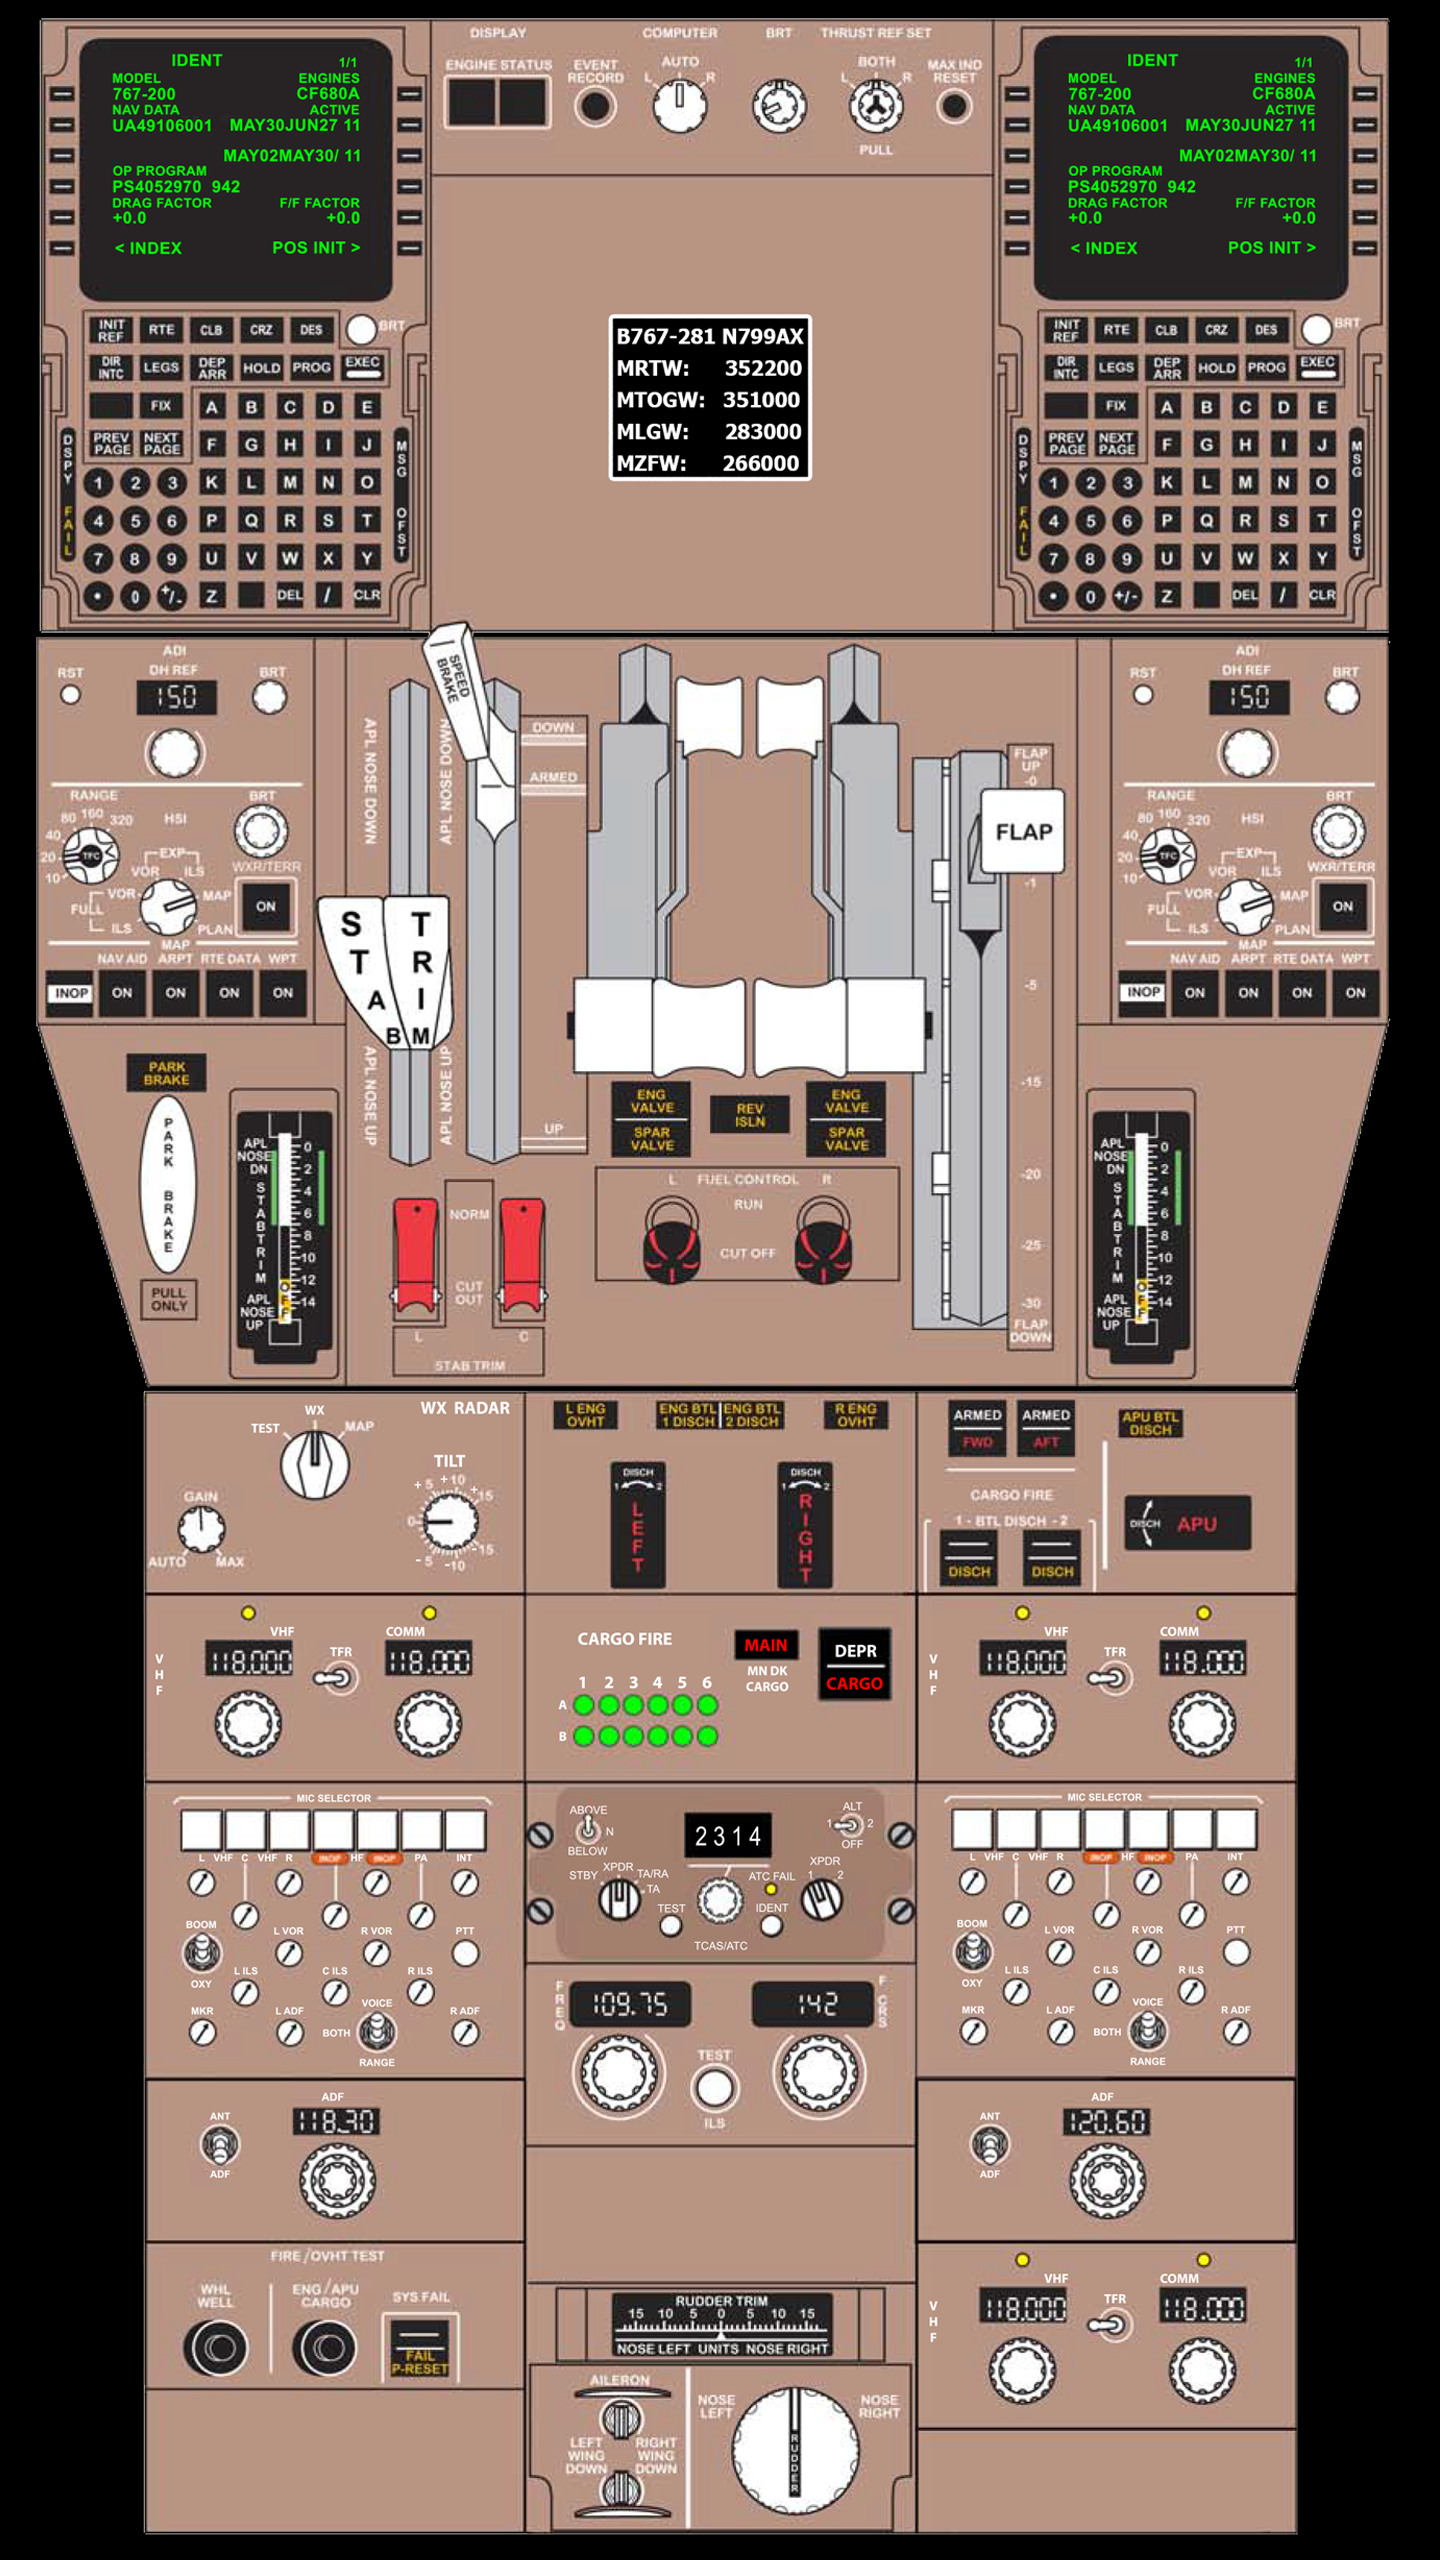 DISPLAY
ENGINE STATUS
EVENT RECORD
COMPUTER
AUTO
L R
BRT
THRUST REF SET
BOTH
L R
PULL
MAX IND RESET
IDENT 1/1
MODEL ENGINES
767-200 CF680A
NAV DATA ACTIVE
UA49106001 MAY30JUN27 11
MAY02MAY30/ 11
OP PROGRAM
PS4052970 942
DRAG FACTOR F/F FACTOR
+0.0 +0.0
< INDEX POS INIT >
IDENT 1/1
MODEL ENGINES
767-200 CF680A
NAV DATA ACTIVE
UA49106001 MAY30JUN27 11
MAY02MAY30/ 11
OP PROGRAM
PS4052970 942
DRAG FACTOR F/F FACTOR
+0.0 +0.0
< INDEX POS INIT >
INIT REF RTE CLB CRZ DES BRT
DIR INTC LEGS DEP ARR HOLD PROG EXEC
FIX A B C D E
PREV PAGE NEXT PAGE F G H I J
1 2 3 K L M N O
4 5 6 P Q R S T
7 8 9 U V W X Y
. 0 +/- Z DEL / CLR
DSPY FAIL
MSG OFST
B767-281 N799AX
MRTW: 352200
MTOGW: 351000
MLGW: 283000
MZFW: 266000
INIT REF RTE CLB CRZ DES BRT
DIR INTC LEGS DEP ARR HOLD PROG EXEC
FIX A B C D E
PREV PAGE NEXT PAGE F G H I J
1 2 3 K L M N O
4 5 6 P Q R S T
7 8 9 U V W X Y
. 0 +/- Z DEL / CLR
DSPY FAIL
MSG OFST
ADI
RST DH REF BRT
150
RANGE HSI BRT
10 20 40 80 160 320
TFC
EXP
VOR ILS
FULL VOR ILS
MAP
PLAN
WXR/TERR
ON
MAP
NAV AID ARPT RTE DATA WPT
INOP ON ON ON ON
SPEED BRAKE
APL NOSE DOWN
APL NOSE DOWN
DOWN
ARMED
UP
STAB TRIM
APL NOSE UP
APL NOSE UP
FLAP UP
-0
FLAP
-1
-5
-15
-20
-25
-30
FLAP DOWN
ADI
RST DH REF BRT
150
RANGE HSI BRT
10 20 40 80 160 320
TFC
EXP
VOR ILS
FULL VOR ILS
MAP
PLAN
WXR/TERR
ON
MAP
NAV AID ARPT RTE DATA WPT
INOP ON ON ON ON
PARK BRAKE
PARK BRAKE
PULL ONLY
APL NOSE DN
STAB TRIM
APL NOSE UP
0 2 4 6 8 10 12 14
OFF
ENG VALVE
SPAR VALVE
REV ISLN
ENG VALVE
SPAR VALVE
L FUEL CONTROL R
RUN
CUT OFF
NORM
CUT OUT
L C
STAB TRIM
APL NOSE DN
STAB TRIM
APL NOSE UP
0 2 4 6 8 10 12 14
OFF
WX RADAR
TEST WX MAP
GAIN
AUTO MAX
TILT
+5 +10 +15
0
-5 -10 -15
L ENG OVHT
ENG BTL 1 DISCH
ENG BTL 2 DISCH
R ENG OVHT
DISCH
1 2
LEFT
DISCH
1 2
RIGHT
ARMED FWD
ARMED AFT
CARGO FIRE
1 - BTL DISCH - 2
DISCH DISCH
APU BTL DISCH
DISCH APU
VHF
VHF TFR COMM
118.000 118.000
CARGO FIRE
1 2 3 4 5 6
A
B
MAIN
MN DK CARGO
DEPR
CARGO
VHF
VHF TFR COMM
118.000 118.000
MIC SELECTOR
L VHF C VHF R INOP HF INOP PA INT
BOOM
OXY
L VOR R VOR PTT
L ILS C ILS R ILS
MKR L ADF BOTH VOICE R ADF
RANGE
ABOVE
N
BELOW
2314
ALT
1 2
OFF
STBY XPDR TA/RA
TA
TEST
ATC FAIL
IDENT
XPDR
1 2
TCAS/ATC
MIC SELECTOR
L VHF C VHF R INOP HF INOP PA INT
BOOM
OXY
L VOR R VOR PTT
L ILS C ILS R ILS
MKR L ADF BOTH VOICE R ADF
RANGE
FREQ
109.75
142
F CRS
TEST
ILS
ADF
ANT
118.30
ADF
ADF
ANT
120.60
ADF
FIRE/OVHT TEST
WHL WELL
ENG/APU CARGO
SYS FAIL
FAIL
P-RESET
RUDDER TRIM
15 10 5 0 5 10 15
NOSE LEFT UNITS NOSE RIGHT
AILERON
LEFT WING DOWN
RIGHT WING DOWN
NOSE LEFT
NOSE RIGHT
RUDDER
VHF
VHF TFR COMM
118.000 118.000